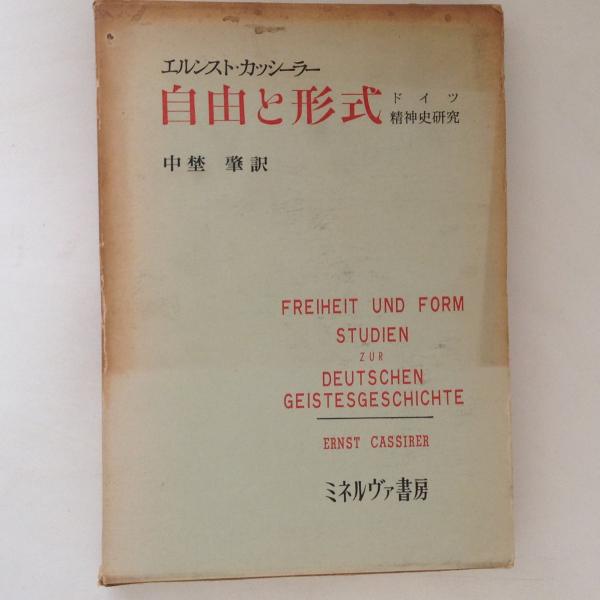 エルンスト・カッシーラー
自由と形式 ドイツ
精神史研究
中埜 肇 訳
FREIHEIT UND FORM
STUDIEN
ZUR
DEUTSCHEN
GEISTESGESCHICHTE
ERNST CASSIRER
ミネルヴァ書房